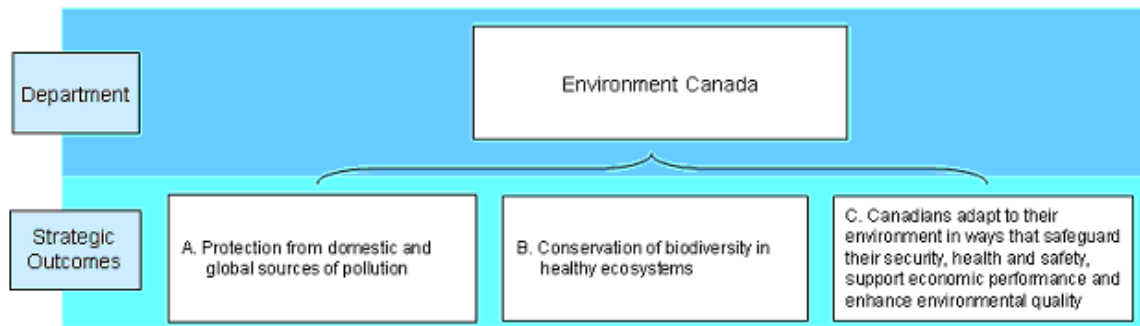 Department
Environment Canada
Strategic
Outcomes
A. Protection from domestic and
global sources of pollution
B. Conservation of biodiversity in
healthy ecosystems
C. Canadians adapt to their
environment in ways that safeguard
their security, health and safety,
support economic performance and
enhance environmental quality